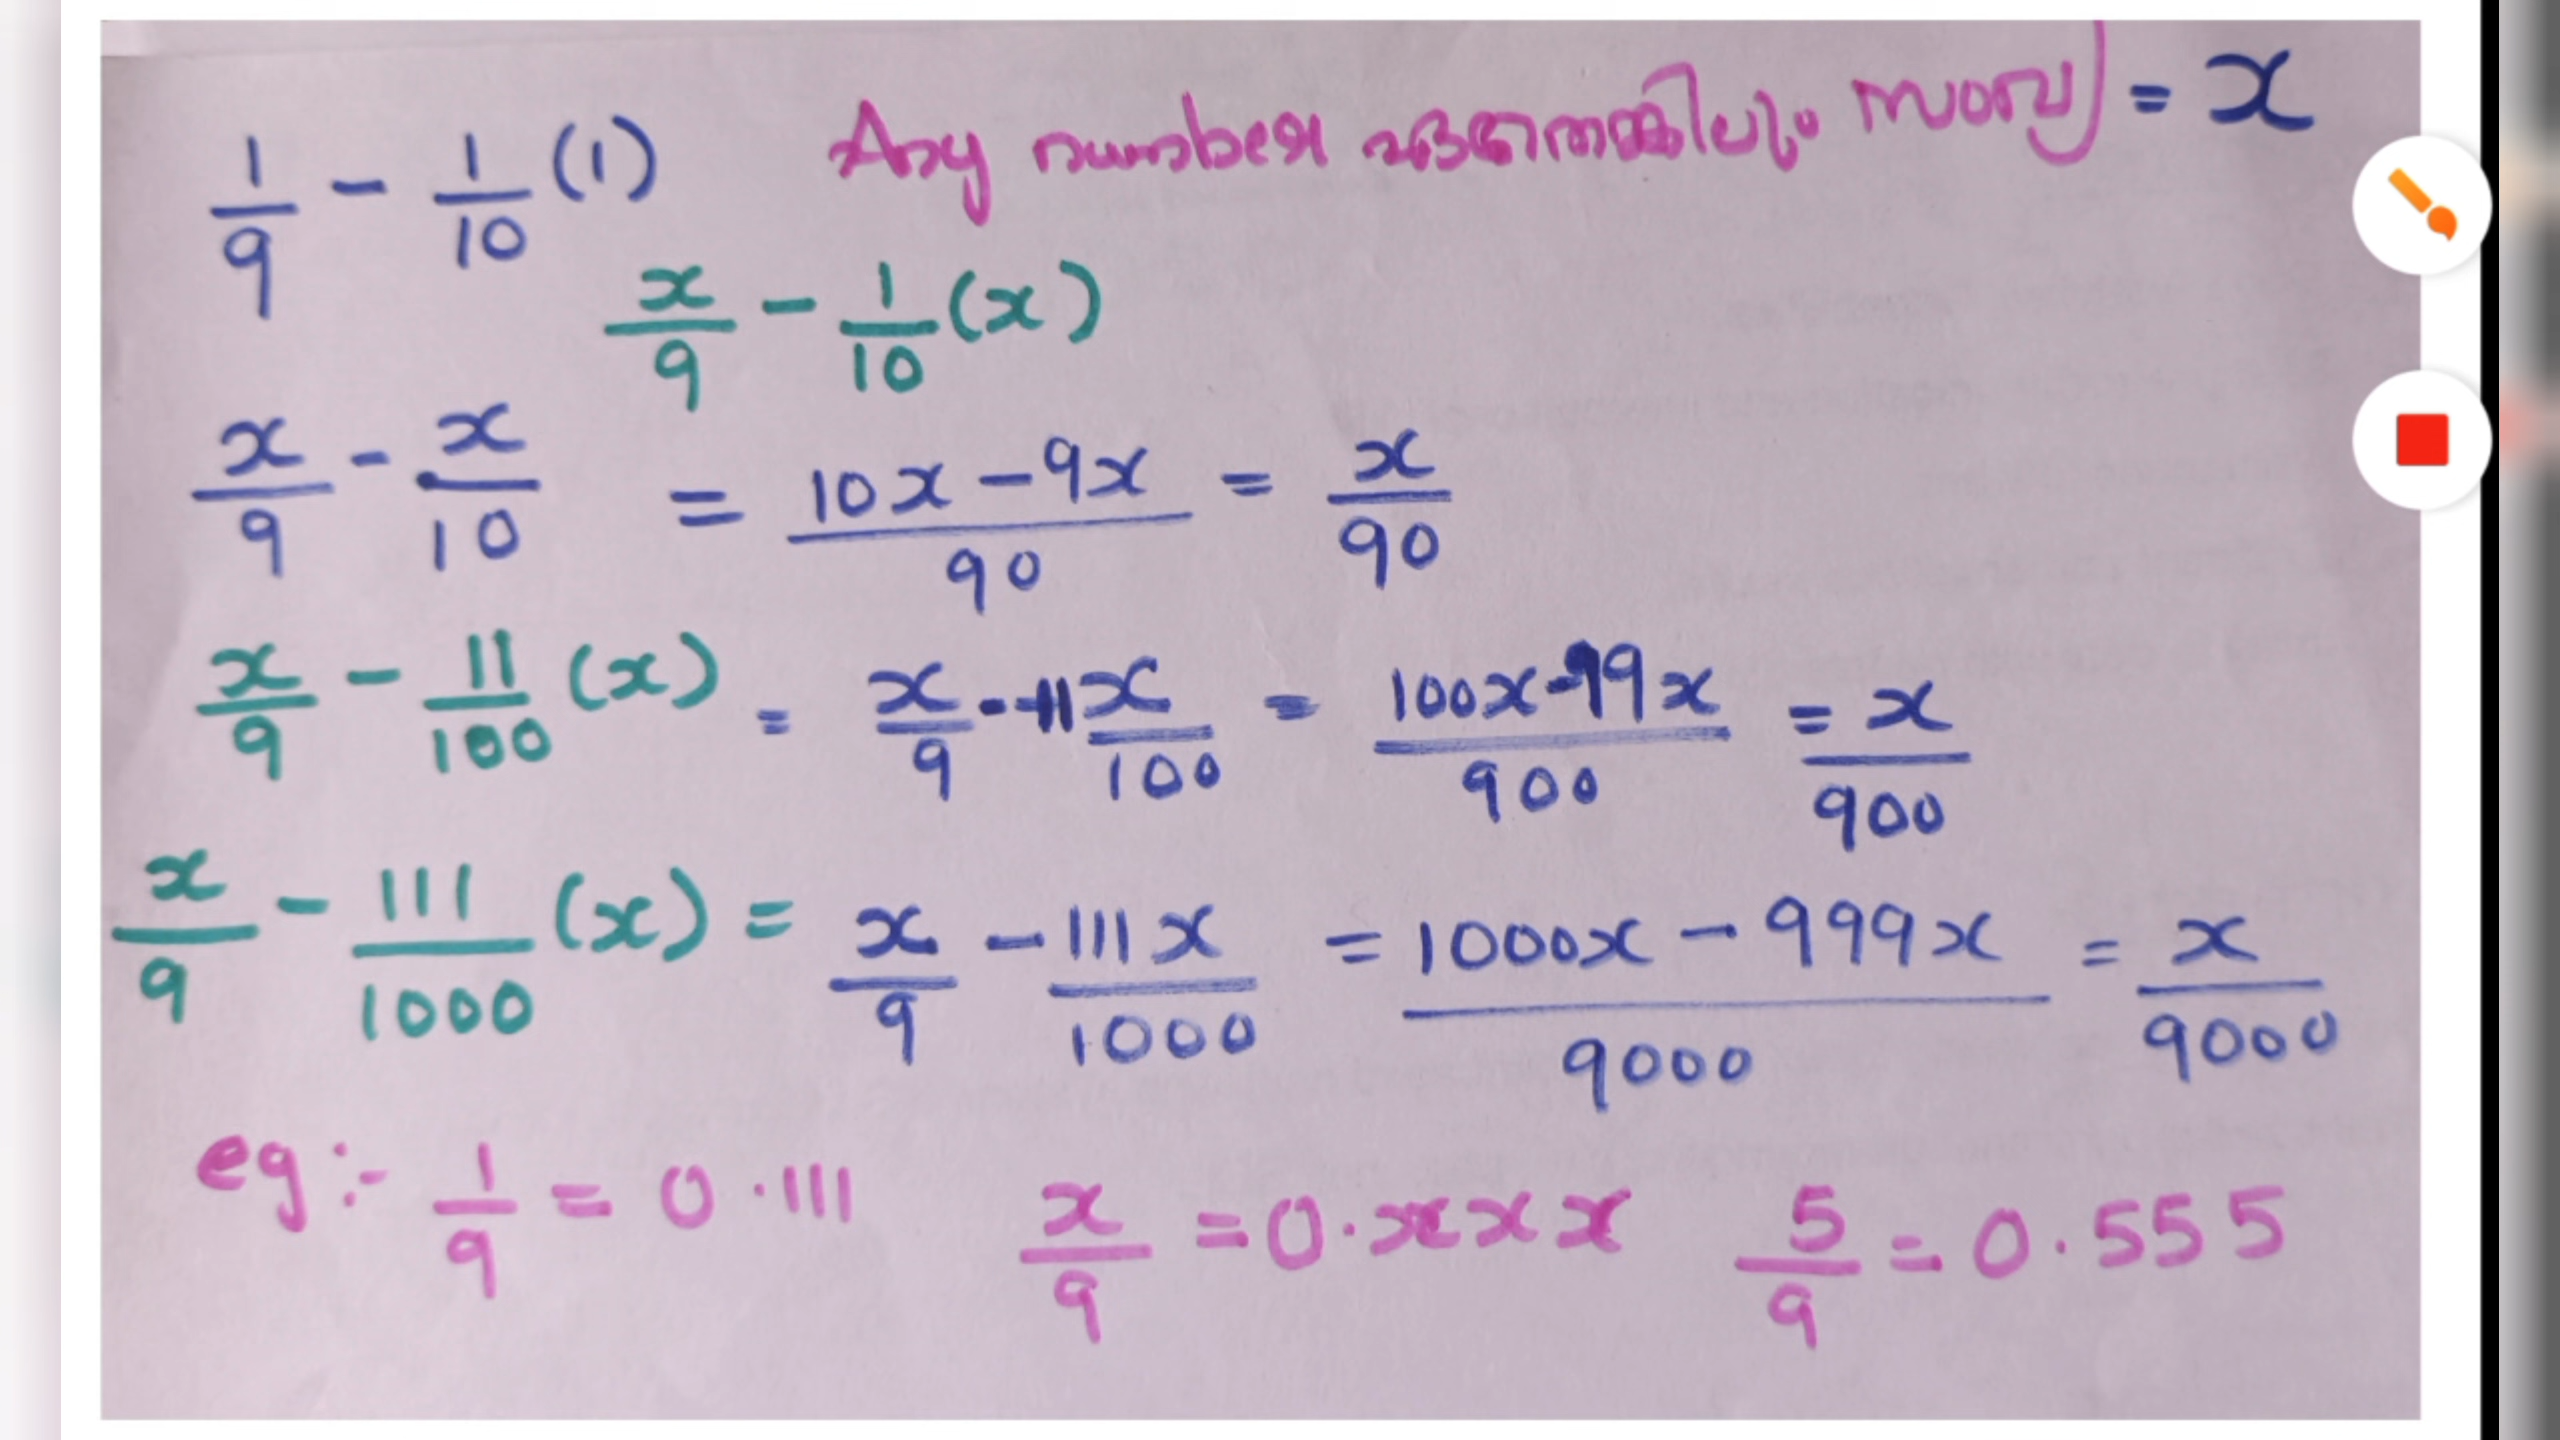 1/9 - 1/10 (1)
Any number ഏതെങ്കിലും സംഖ്യ = x
x/9 - 1/10 (x)
x/9 - x/10 = 10x - 9x/90 = x/90
x/9 - 11/100 (x) = x/9 - 11x/100 = 100x - 99x/900 = x/900
x/9 - 111/1000 (x) = x/9 - 111x/1000 = 1000x - 999x/9000 = x/9000
eg :- 1/9 = 0.111 x/9 = 0.xxx 5/9 = 0.555